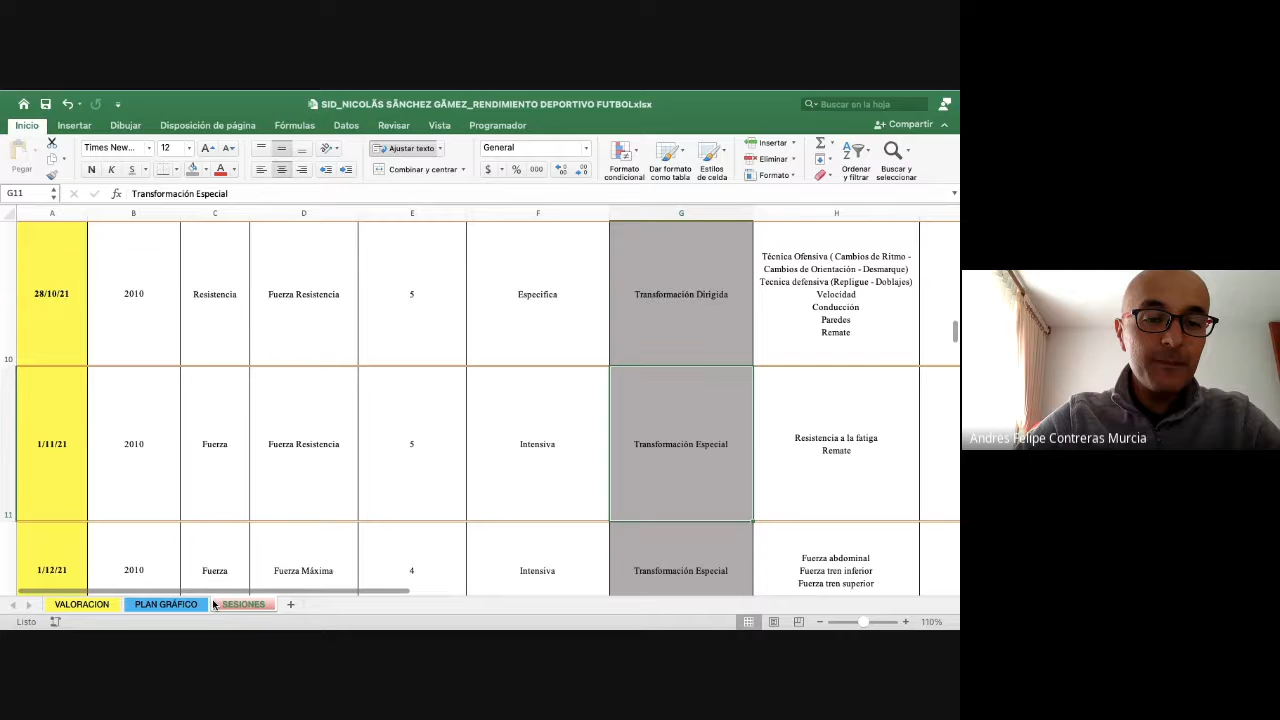 SID_NICOLÄS SÄNCHEZ GÄMEZ_RENDIMIENTO DEPORTIVO FUTBOLxlsx
Buscar en la hoja
Inicio Insertar Dibujar Disposición de página Fórmulas Datos Revisar Vista Programador
Compartir
Pegar
Times New... 12
A A
N K S
A
Ajustar texto
Combinar y centrar
General
$ % 000
Formato condicional
Dar formato como tabla
Estilos de celda
Insertar
Eliminar
Formato
Ordenar y filtrar
Buscar y seleccionar
G11 fx Transformación Especial
A B C D E F G H
10
28/10/21 2010 Resistencia Fuerza Resistencia 5 Especifica Transformación Dirigida
Técnica Ofensiva ( Cambios de Ritmo -
Cambios de Orientación - Desmarque)
Tecnica defensiva (Repligue - Doblajes)
Velocidad
Conducción
Paredes
Remate
11
1/11/21 2010 Fuerza Fuerza Resistencia 5 Intensiva Transformación Especial
Resistencia a la fatiga
Remate
1/12/21 2010 Fuerza Fuerza Máxima 4 Intensiva Transformación Especial
Fuerza abdominal
Fuerza tren inferior
Fuerza tren superior
VALORACION PLAN GRÁFICO SESIONES +
Listo
110%
Andres Felipe Contreras Murcia